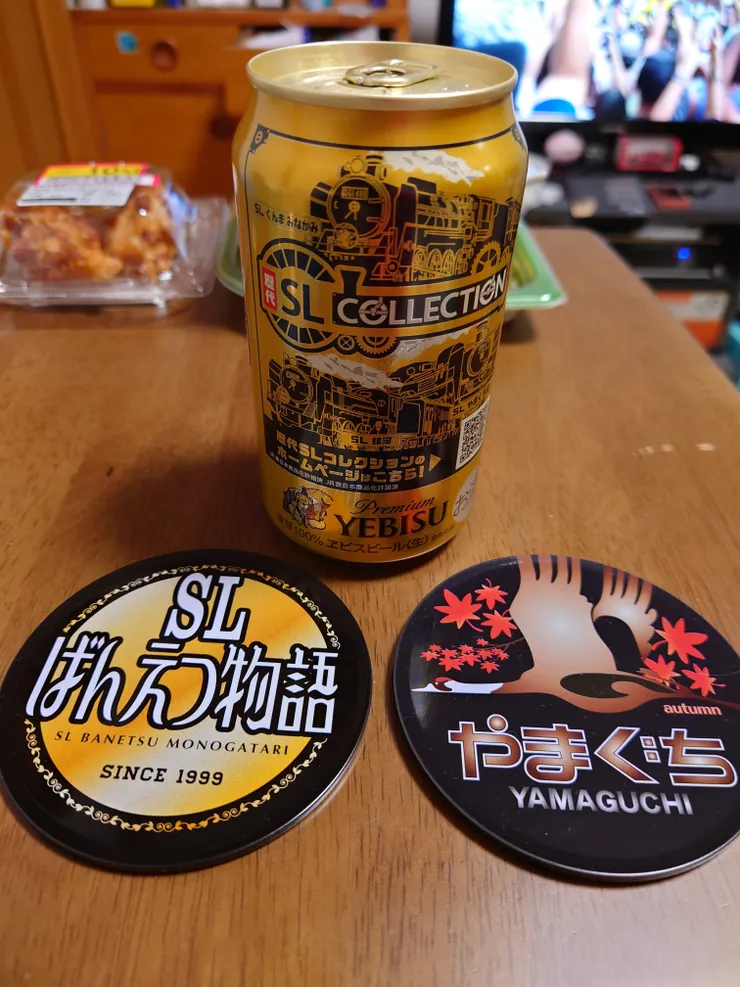 SL ぐんま みなかみ
歴代
SL COLLECTION
SL 銀河
歴代SLコレクションの
ホームページはこちら!
Premium
YEBISU
麦芽100% ヱビスビール〈生〉
SL
ばんえつ物語
SL BANETSU MONOGATARI
SINCE 1999
autumn
やまぐち
YAMAGUCHI